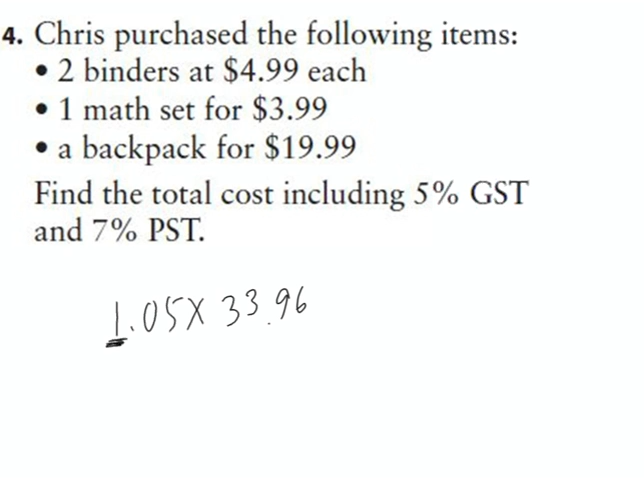 4. Chris purchased the following items:
• 2 binders at $4.99 each
• 1 math set for $3.99
• a backpack for $19.99
Find the total cost including 5% GST
and 7% PST.
1.05X 33.96